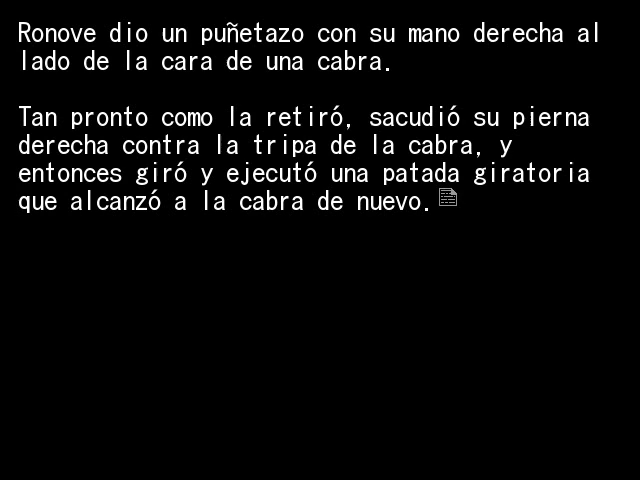 Ronove dio un puñetazo con su mano derecha al
lado de la cara de una cabra.
Tan pronto como la retiró, sacudió su pierna
derecha contra la tripa de la cabra, y
entonces giró y ejecutó una patada giratoria
que alcanzó a la cabra de nuevo.